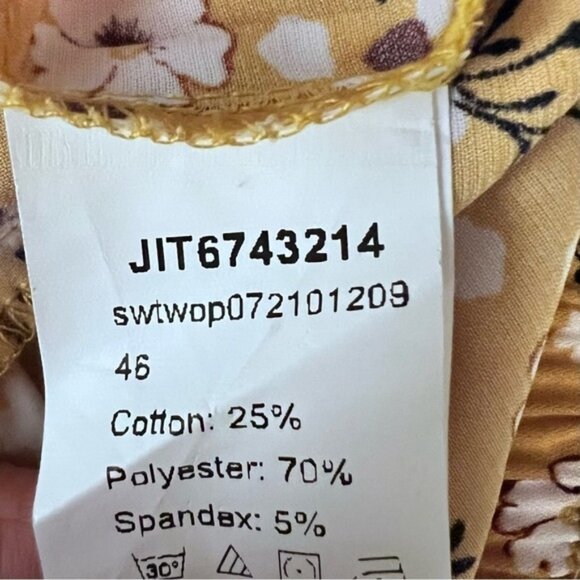 JIT6743214
swtwop072101209
46
Cotton: 25%
Polyester: 70%
Spandex: 5%
30°